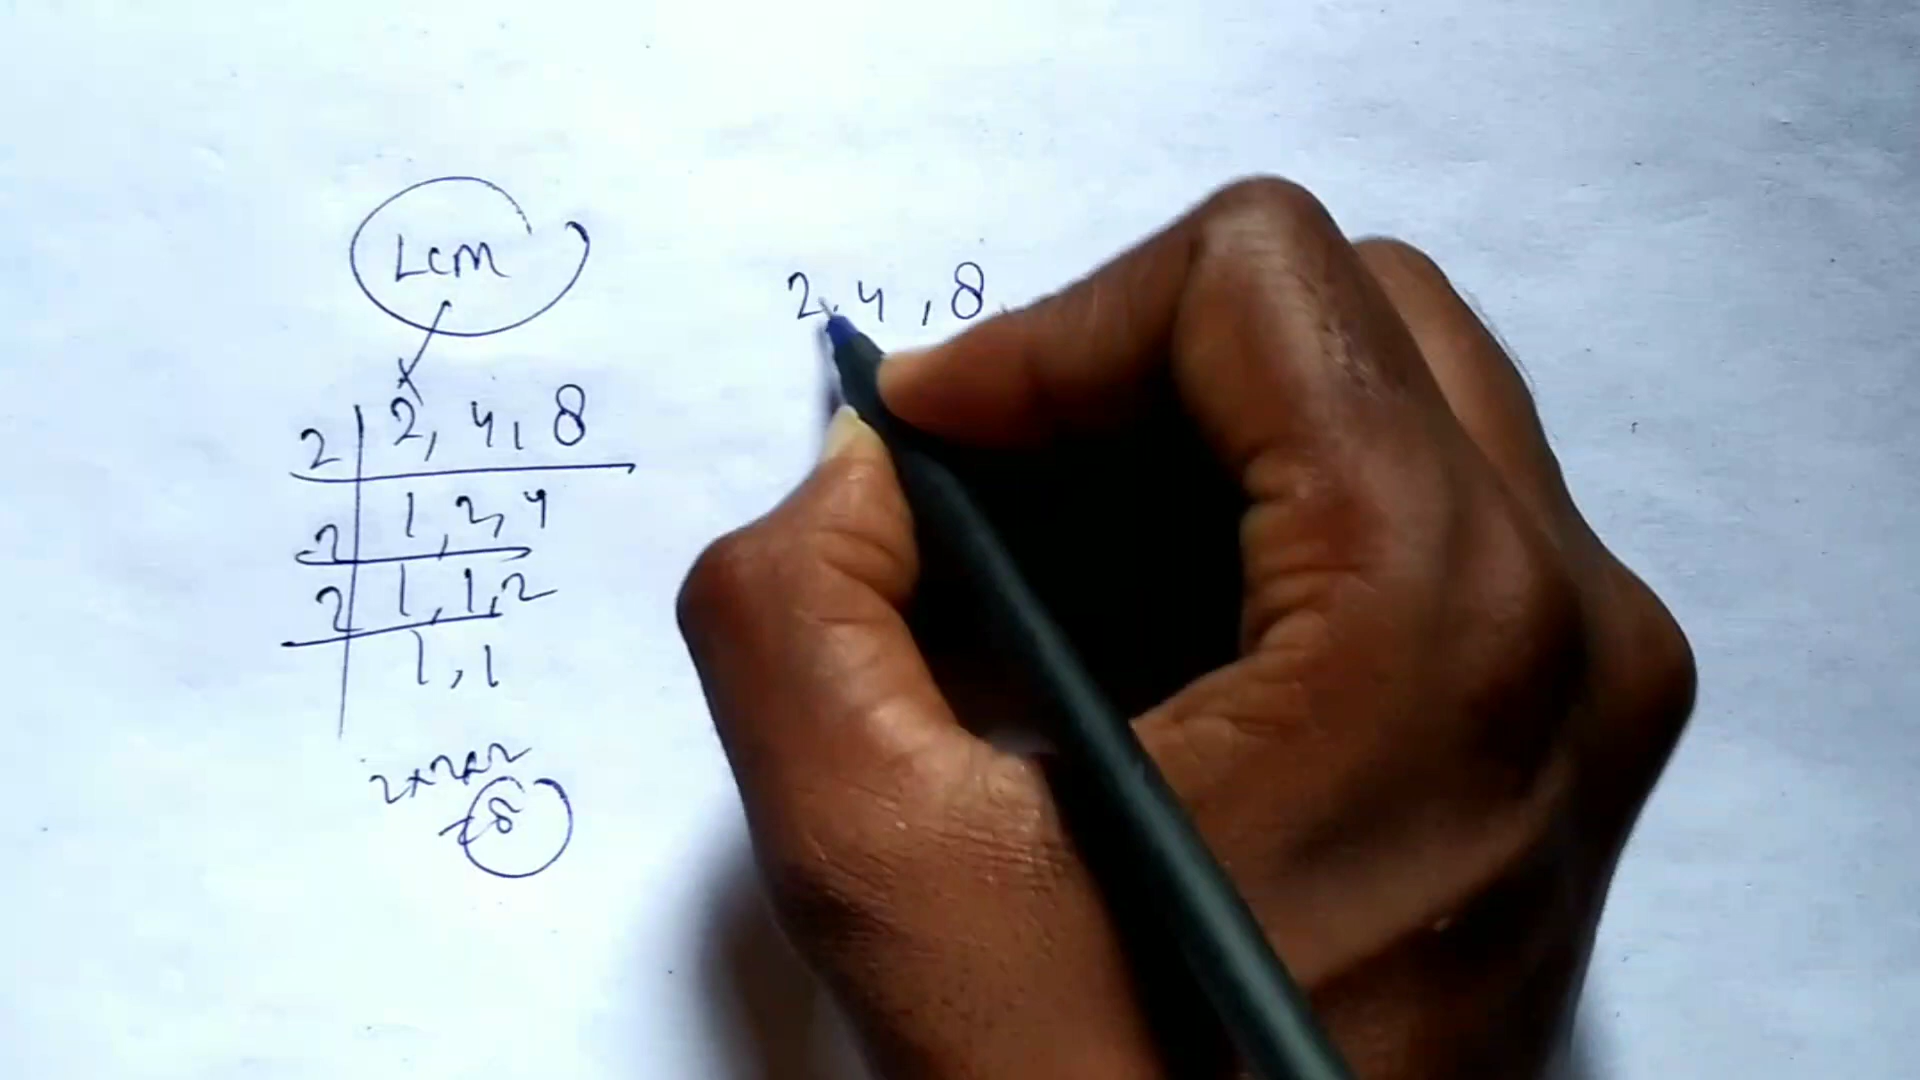 LCM
2 | 2, 4, 8
2 | 1, 2, 4
2 | 1, 1, 2
1, 1
2×2×2
=8
2, 4, 8